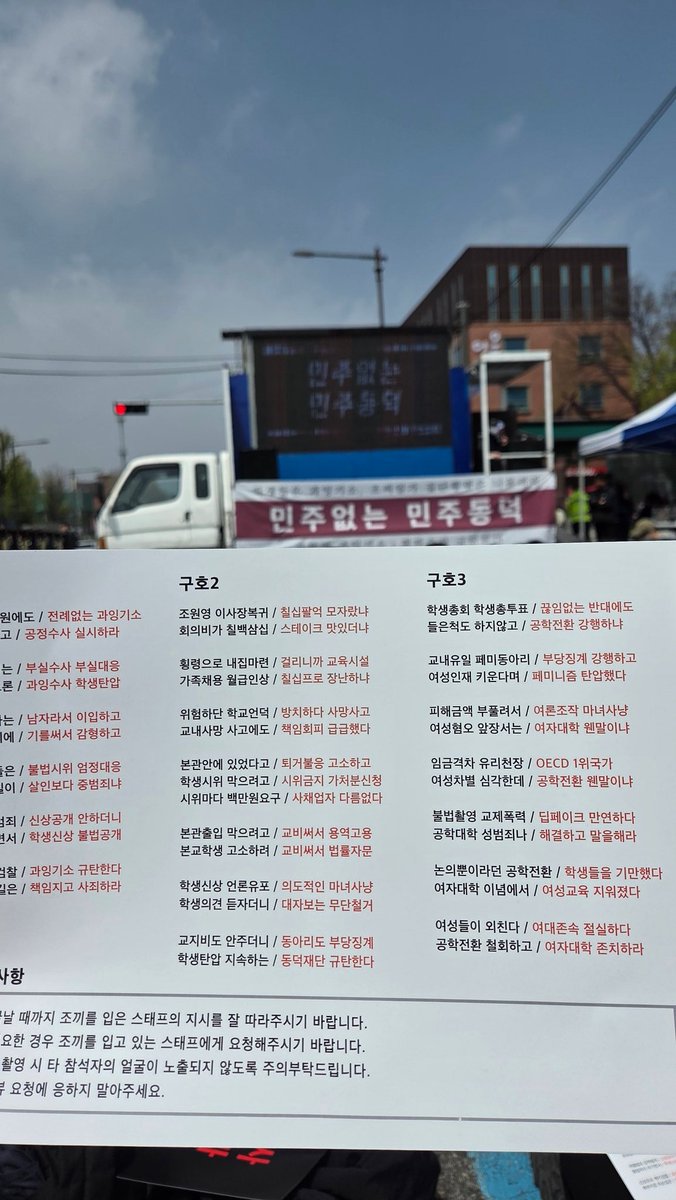 민주없는
민주동덕
민주없는 민주동덕
원에도 / 전례없는 과잉기소
고 / 공정수사 실시하라
는 / 부실수사 부실대응
론 / 과잉수사 학생탄압
는 / 남자라서 이입하고
에 / 기를써서 감형하고
들은 / 불법시위 엄정대응
일이 / 살인보다 중범죄냐
범죄 / 신상공개 안하더니
면서 / 학생신상 불법공개
검찰 / 과잉기소 규탄한다
길은 / 책임지고 사죄하라
구호2
조원영 이사장복귀 / 칠십팔억 모자랐냐
회의비가 칠백삼십 / 스테이크 맛있더냐
횡령으로 내집마련 / 걸리니까 교육시설
가족채용 월급인상 / 칠십프로 장난하냐
위험하단 학교언덕 / 방치하다 사망사고
교내사망 사고에도 / 책임회피 급급했다
본관안에 있었다고 / 퇴거불응 고소하고
학생시위 막으려고 / 시위금지 가처분신청
시위마다 백만원요구 / 사채업자 다름없다
본관출입 막으려고 / 교비써서 용역고용
본교학생 고소하려 / 교비써서 법률자문
학생신상 언론유포 / 의도적인 마녀사냥
학생의견 듣자더니 / 대자보는 무단철거
교지비도 안주더니 / 동아리도 부당징계
학생탄압 지속하는 / 동덕재단 규탄한다
구호3
학생총회 학생총투표 / 끊임없는 반대에도
들은척도 하지않고 / 공학전환 강행하냐
교내유일 페미동아리 / 부당징계 강행하고
여성인재 키운다며 / 페미니즘 탄압했다
피해금액 부풀려서 / 여론조작 마녀사냥
여성혐오 앞장서는 / 여자대학 웬말이냐
임금격차 유리천장 / OECD 1위국가
여성차별 심각한데 / 공학전환 웬말이냐
불법촬영 교제폭력 / 딥페이크 만연하다
공학대학 성범죄나 / 해결하고 말을해라
논의뿐이라던 공학전환 / 학생들을 기만했다
여자대학 이념에서 / 여성교육 지워졌다
여성들이 외친다 / 여대존속 절실하다
공학전환 철회하고 / 여자대학 존치하라
사항
날 때까지 조끼를 입은 스태프의 지시를 잘 따라주시기 바랍니다.
요한 경우 조끼를 입고 있는 스태프에게 요청해주시기 바랍니다.
촬영 시 타 참석자의 얼굴이 노출되지 않도록 주의부탁드립니다.
뷰 요청에 응하지 말아주세요.